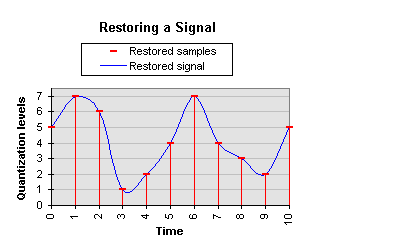 Restoring a Signal
Restored samples
Restored signal
Quantization levels
7
6
5
4
3
2
1
0
0 1 2 3 4 5 6 7 8 9 10
Time